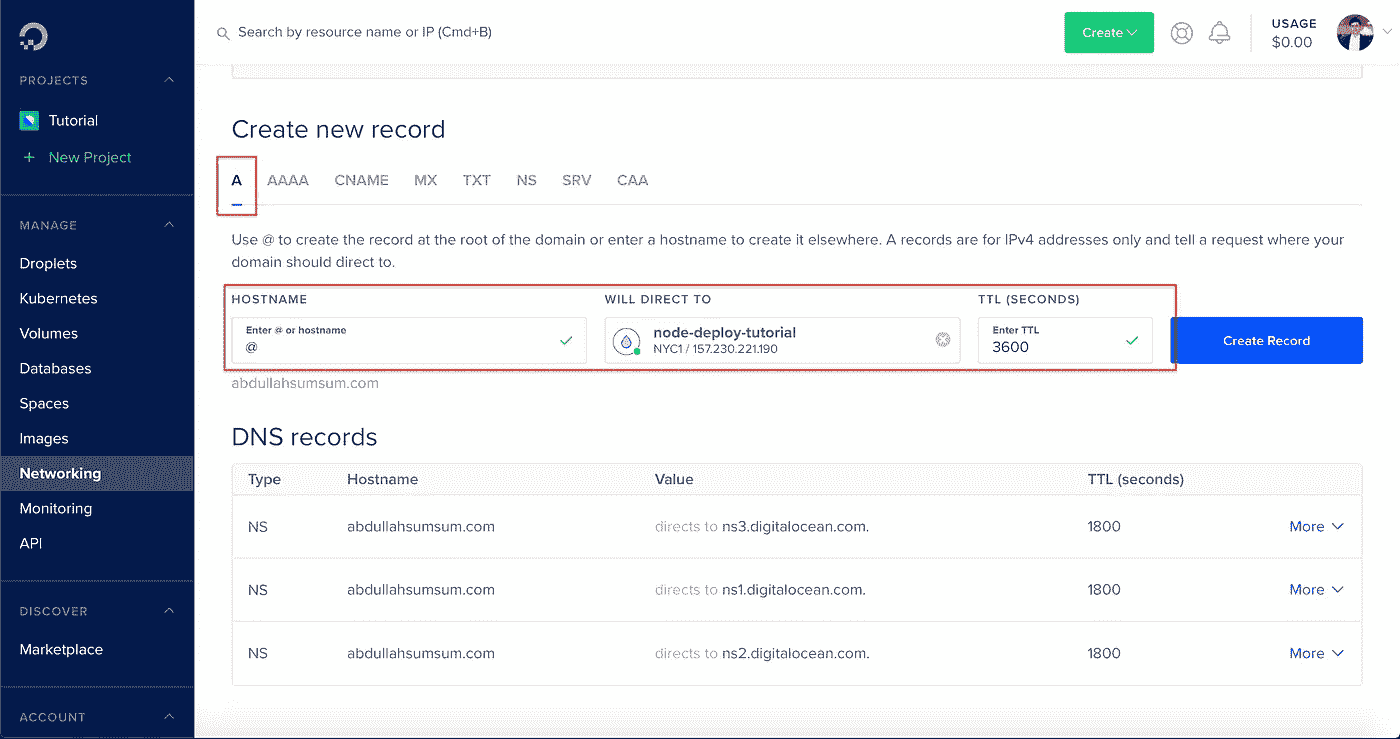 Search by resource name or IP (Cmd+B)
Create
USAGE
$0.00
PROJECTS
Tutorial
+ New Project
MANAGE
Droplets
Kubernetes
Volumes
Databases
Spaces
Images
Networking
Monitoring
API
DISCOVER
Marketplace
ACCOUNT
Create new record
A AAAA CNAME MX TXT NS SRV CAA
Use @ to create the record at the root of the domain or enter a hostname to create it elsewhere. A records are for IPv4 addresses only and tell a request where your
domain should direct to.
HOSTNAME WILL DIRECT TO TTL (SECONDS)
Enter @ or hostname
@
node-deploy-tutorial
NYC1 / 157.230.221.190
Enter TTL
3600
Create Record
abdullahsumsum.com
DNS records
Type Hostname Value TTL (seconds)
NS abdullahsumsum.com directs to ns3.digitalocean.com. 1800 More
NS abdullahsumsum.com directs to ns1.digitalocean.com. 1800 More
NS abdullahsumsum.com directs to ns2.digitalocean.com. 1800 More